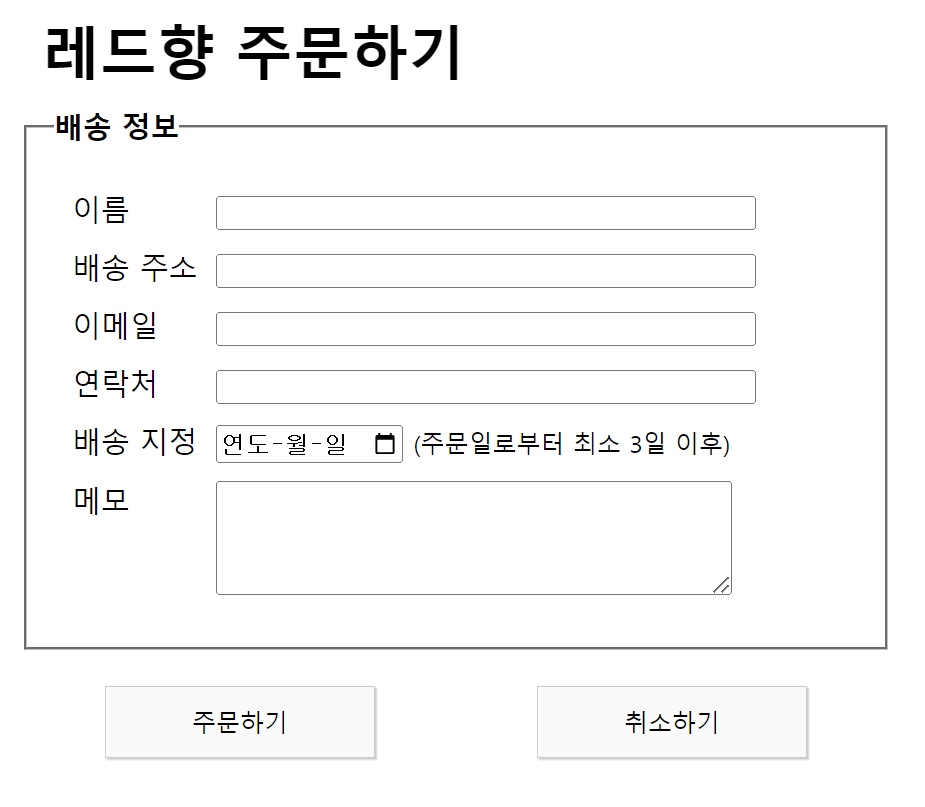 레드향 주문하기
배송 정보
이름
배송 주소
이메일
연락처
배송 지정 연도-월-일 (주문일로부터 최소 3일 이후)
메모
주문하기 취소하기